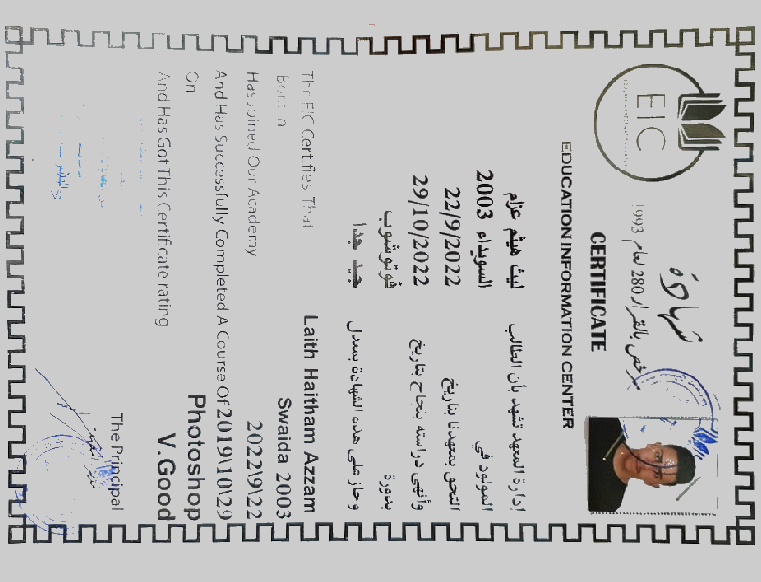 EIC
شهادة
مرخص بالقرار 280 لعام 1993
CERTIFICATE
EDUCATION INFORMATION CENTER
إدارة المعهد تشهد بأن الطالب ليث هيثم عزام
المولود في السويداء 2003
التحق بمعهدنا بتاريخ 22/9/2022
وأنهى دراسته بنجاح بتاريخ 29/10/2022
بدورة فوتوشوب
وحاز على هذه الشهادة بمعدل جيد جدا
The EIC Certifies That Laith Haitham Azzam
Born in Swaida 2003
Has Joined Our Academy 2022\9\22
And Has Successfully Completed A Course Of 2019\10\29
On Photoshop
And Has Got This Certificate rating V.Good
The Principal
مدير المعهد